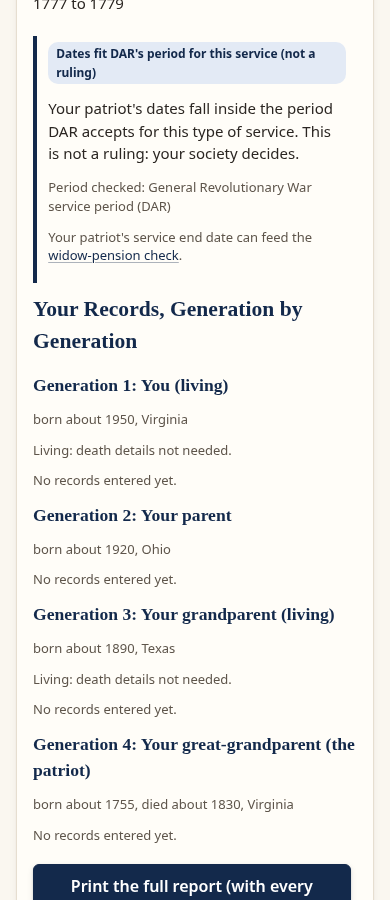 1777 to 1779
Dates fit DAR's period for this service (not a
ruling)
Your patriot's dates fall inside the period
DAR accepts for this type of service. This
is not a ruling: your society decides.
Period checked: General Revolutionary War
service period (DAR)
Your patriot's service end date can feed the
widow-pension check.
Your Records, Generation by
Generation
Generation 1: You (living)
born about 1950, Virginia
Living: death details not needed.
No records entered yet.
Generation 2: Your parent
born about 1920, Ohio
No records entered yet.
Generation 3: Your grandparent (living)
born about 1890, Texas
Living: death details not needed.
No records entered yet.
Generation 4: Your great-grandparent (the
patriot)
born about 1755, died about 1830, Virginia
No records entered yet.
Print the full report (with every